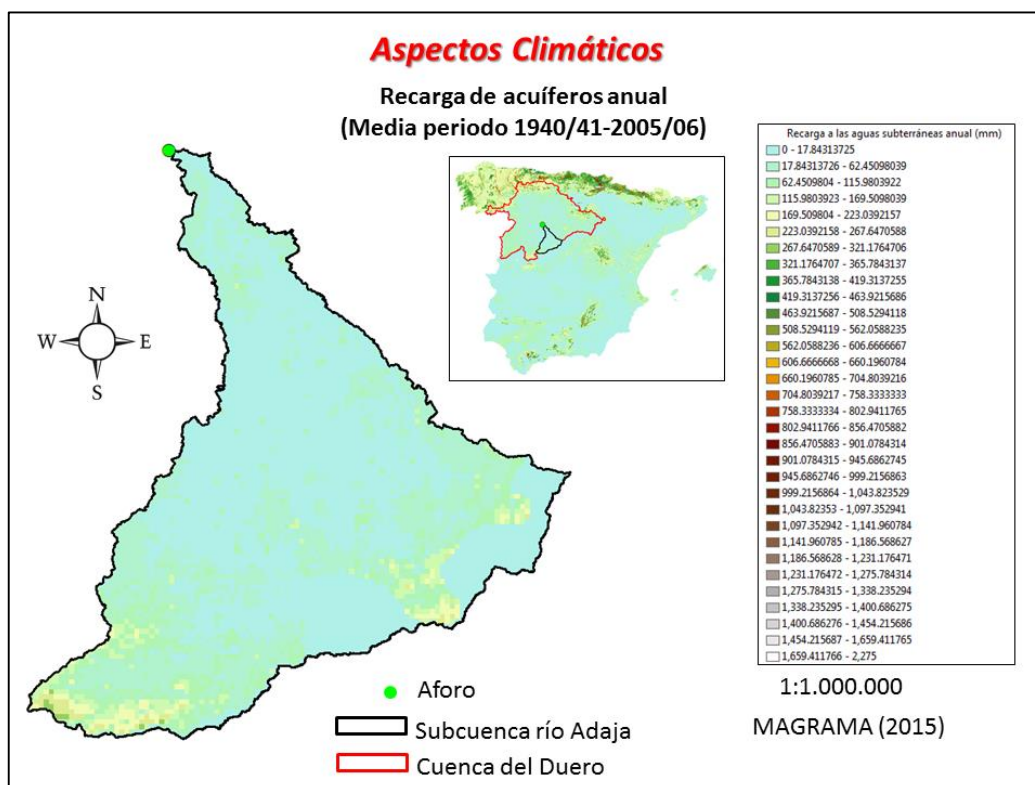 Aspectos Climáticos
Recarga de acuíferos anual
(Media periodo 1940/41-2005/06)
N
W
E
S
Recarga a las aguas subterráneas anual (mm)
0 - 17.84313725
17.84313726 - 62.45098039
62.4509804 - 115.9803922
115.9803923 - 169.5098039
169.509804 - 223.0392157
223.0392158 - 267.6470588
267.6470589 - 321.1764706
321.1764707 - 365.7843137
365.7843138 - 419.3137255
419.3137256 - 463.9215686
463.9215687 - 508.5294118
508.5294119 - 562.0588235
562.0588236 - 606.6666667
606.6666668 - 660.1960784
660.1960785 - 704.8039216
704.8039217 - 758.3333333
758.3333334 - 802.9411765
802.9411766 - 856.4705882
856.4705883 - 901.0784314
901.0784315 - 945.6862745
945.6862746 - 999.2156863
999.2156864 - 1,043.823529
1,043.82353 - 1,097.352941
1,097.352942 - 1,141.960784
1,141.960785 - 1,186.568627
1,186.568628 - 1,231.176471
1,231.176472 - 1,275.784314
1,275.784315 - 1,338.235294
1,338.235295 - 1,400.686275
1,400.686276 - 1,454.215686
1,454.215687 - 1,659.411765
1,659.411766 - 2,275
Aforo
Subcuenca río Adaja
Cuenca del Duero
1:1.000.000
MAGRAMA (2015)